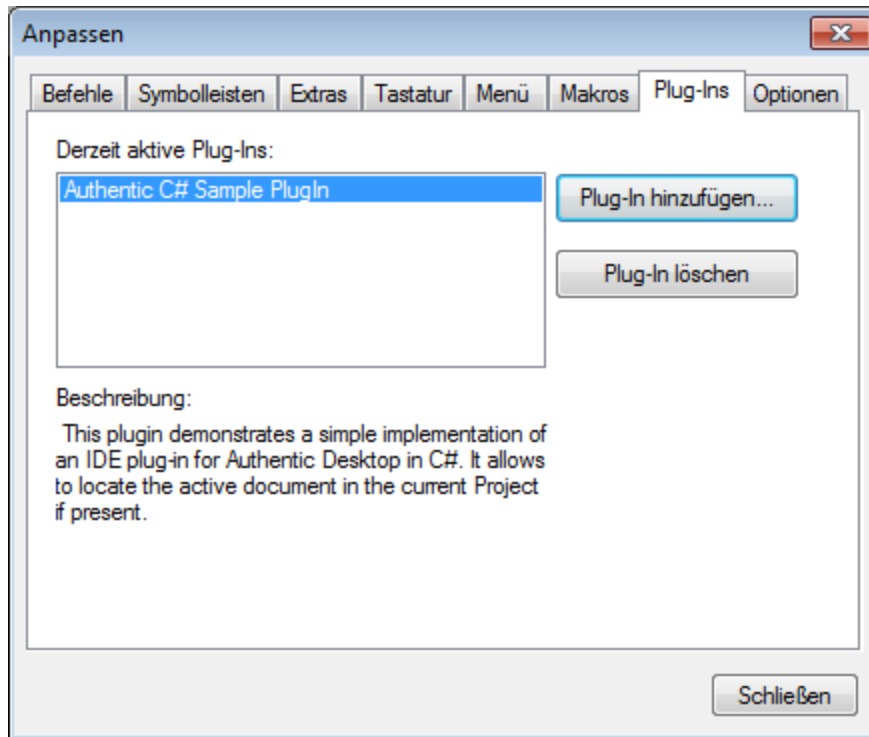 Anpassen
Befehle Symbolleisten Extras Tastatur Menü Makros Plug-Ins Optionen
Derzeit aktive Plug-Ins:
Authentic C# Sample PlugIn
Plug-In hinzufügen...
Plug-In löschen
Beschreibung:
This plugin demonstrates a simple implementation of
an IDE plug-in for Authentic Desktop in C#. It allows
to locate the active document in the current Project
if present.
Schließen